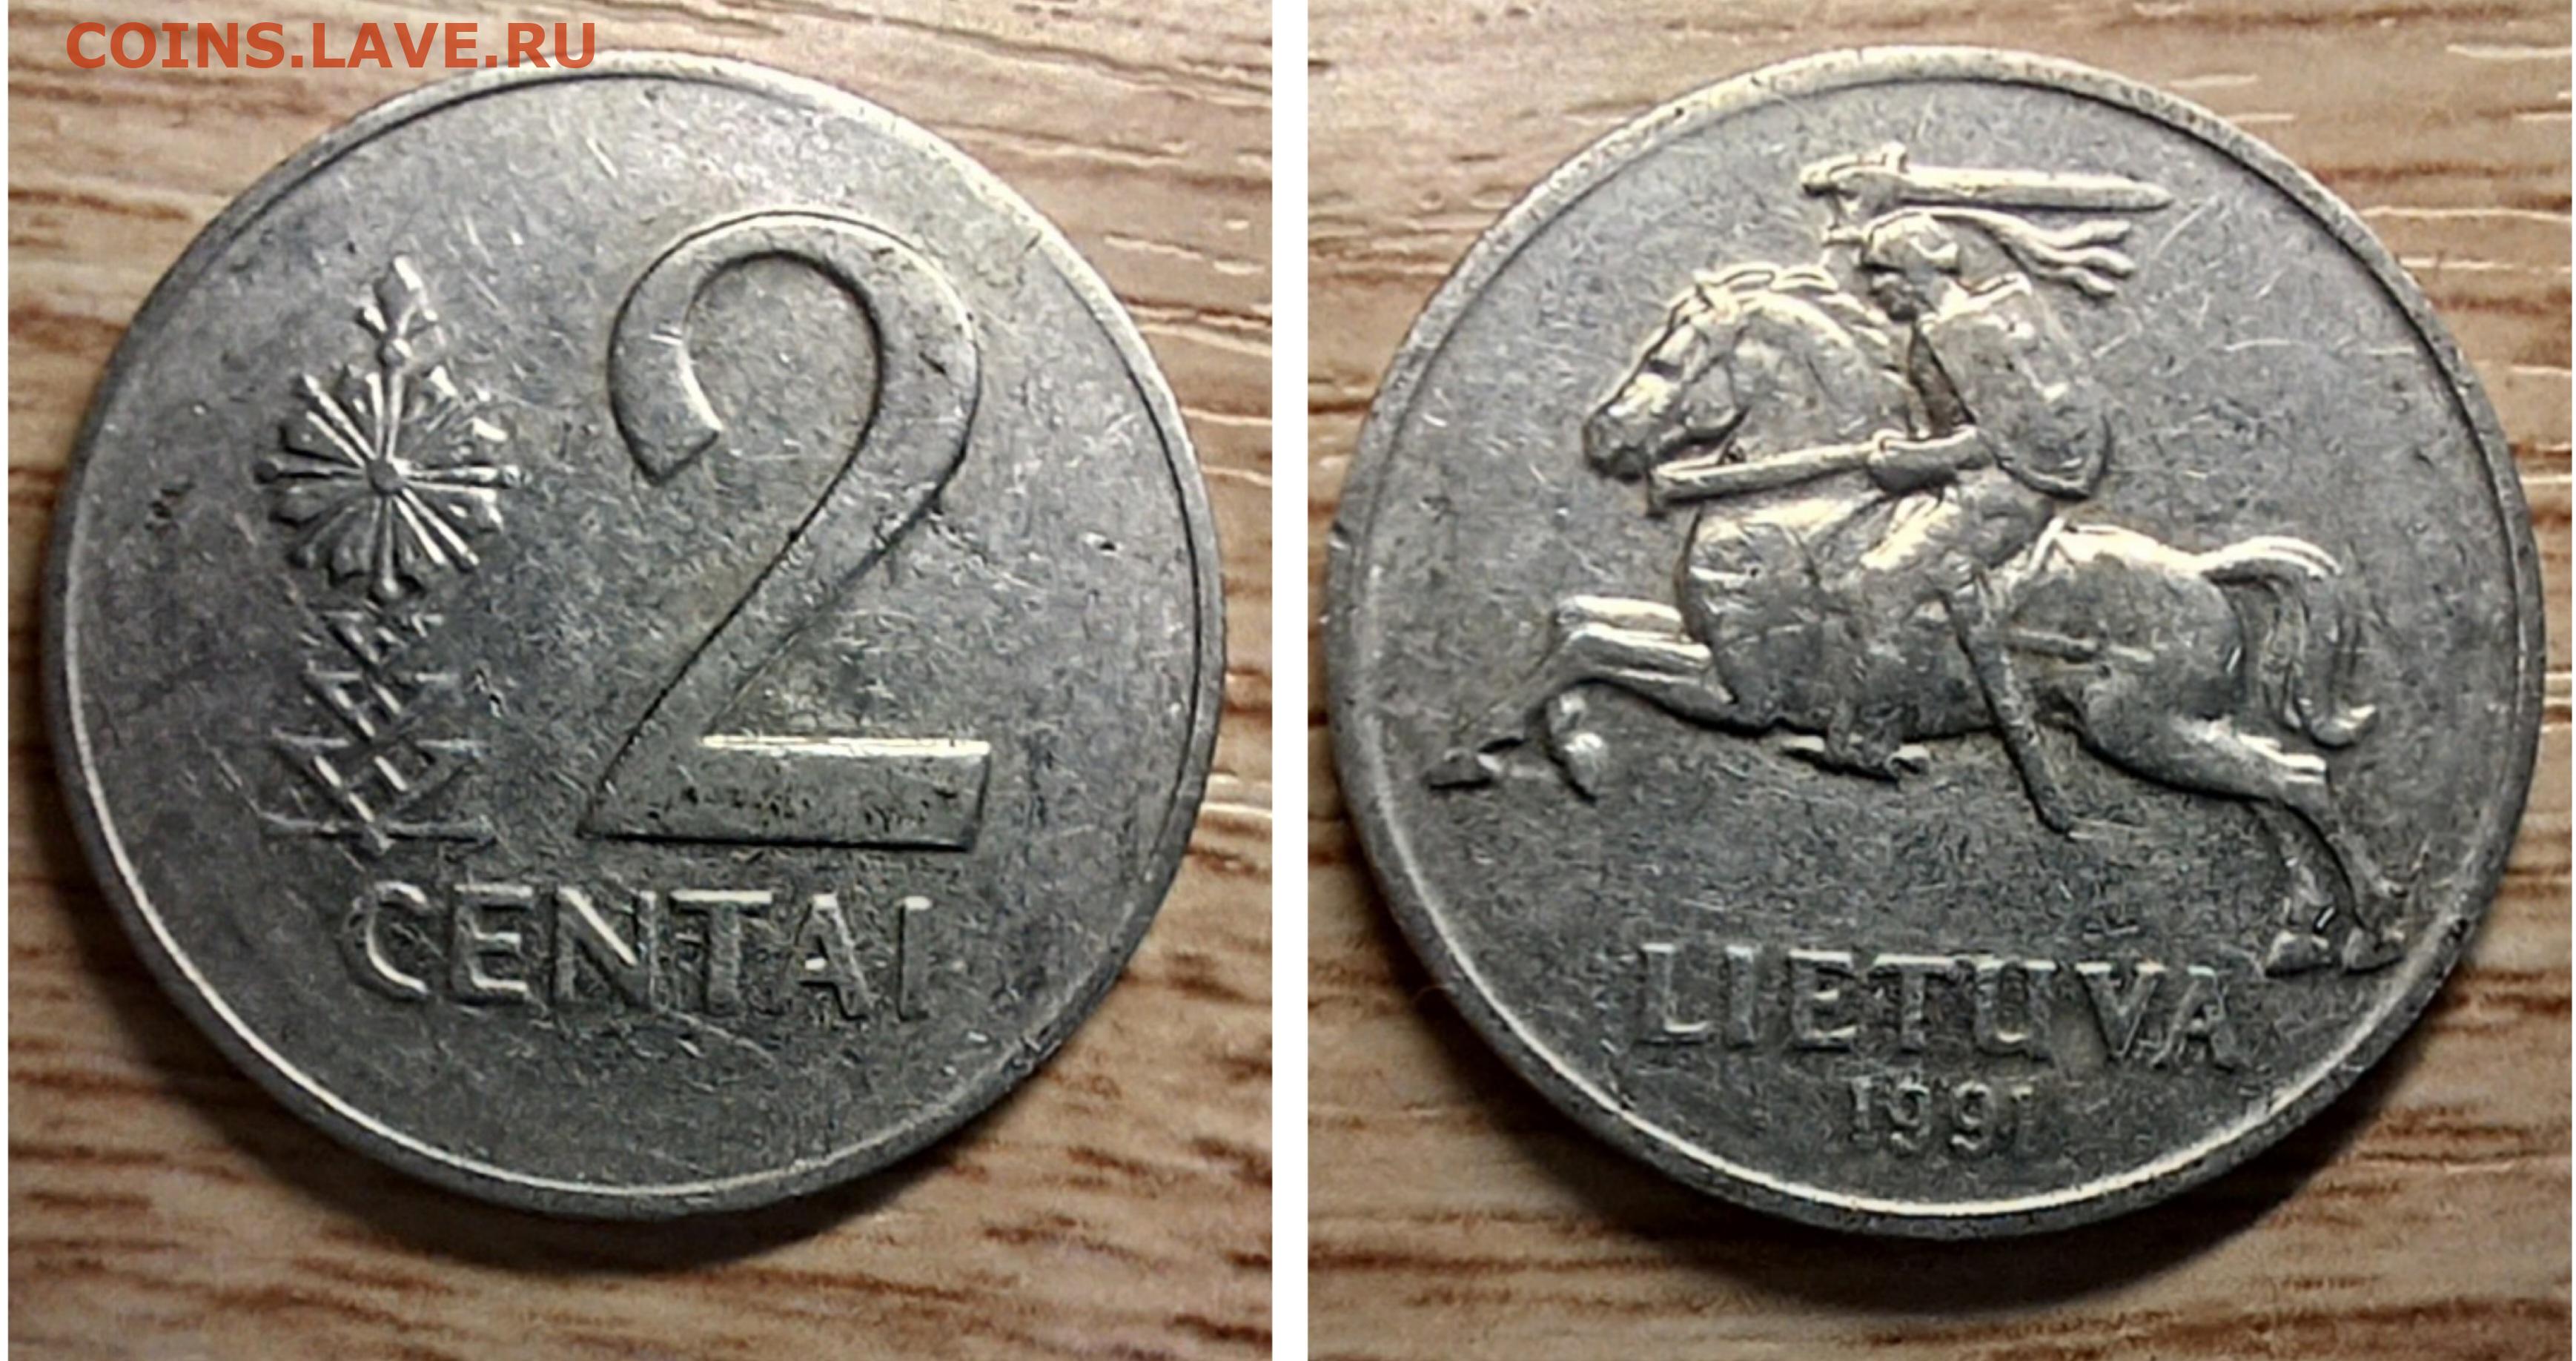 COINS.LAVE.RU
2
CENTAI
LIETUVA
1991